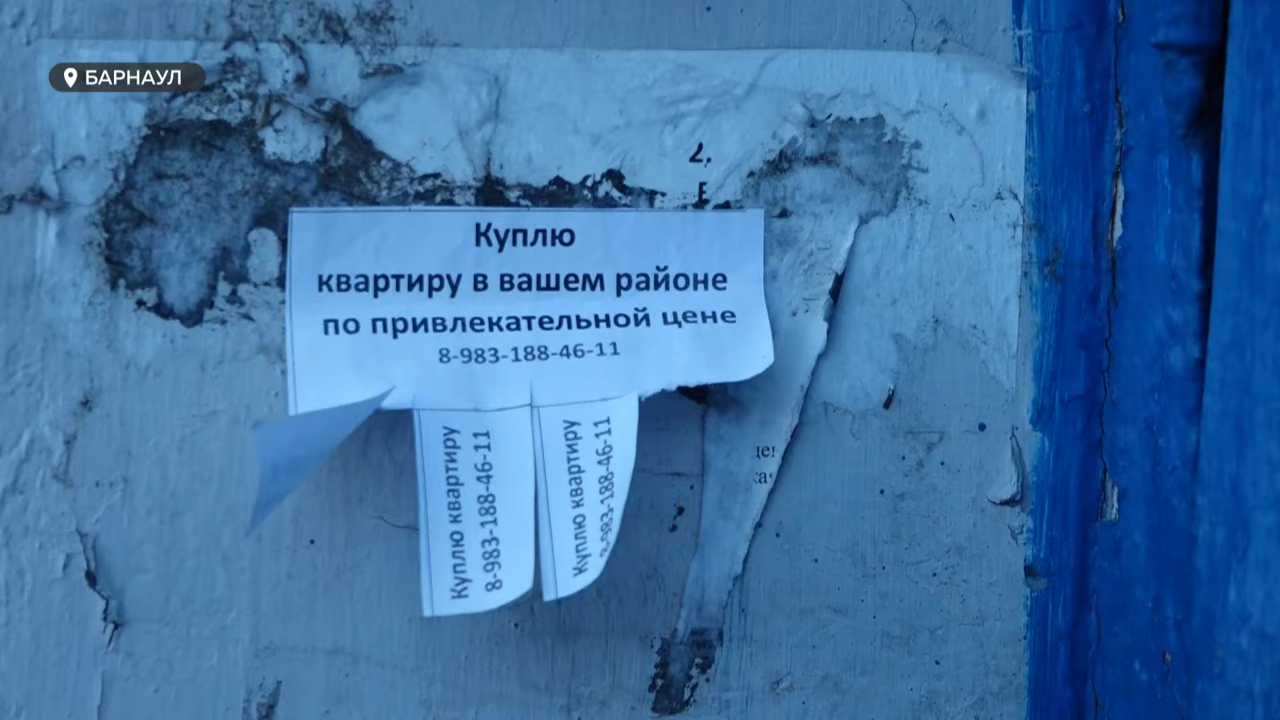 БАРНАУЛ
2.
Куплю
квартиру в вашем районе
по привлекательной цене
8-983-188-46-11
Куплю квартиру
8-983-188-46-11
Куплю квартиру
8-983-188-46-11